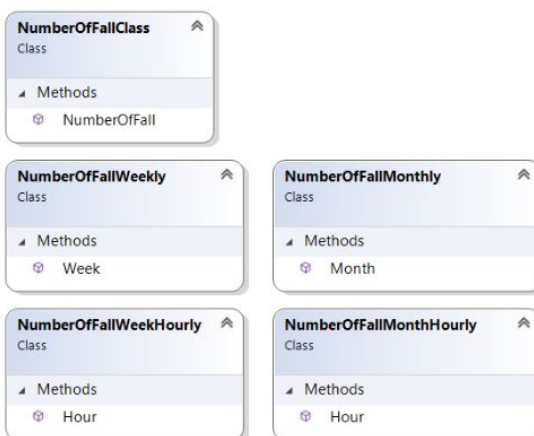 NumberOfFallClass
Class
Methods
NumberOfFall
NumberOfFallWeekly
Class
Methods
Week
NumberOfFallMonthly
Class
Methods
Month
NumberOfFallWeekHourly
Class
Methods
Hour
NumberOfFallMonthHourly
Class
Methods
Hour